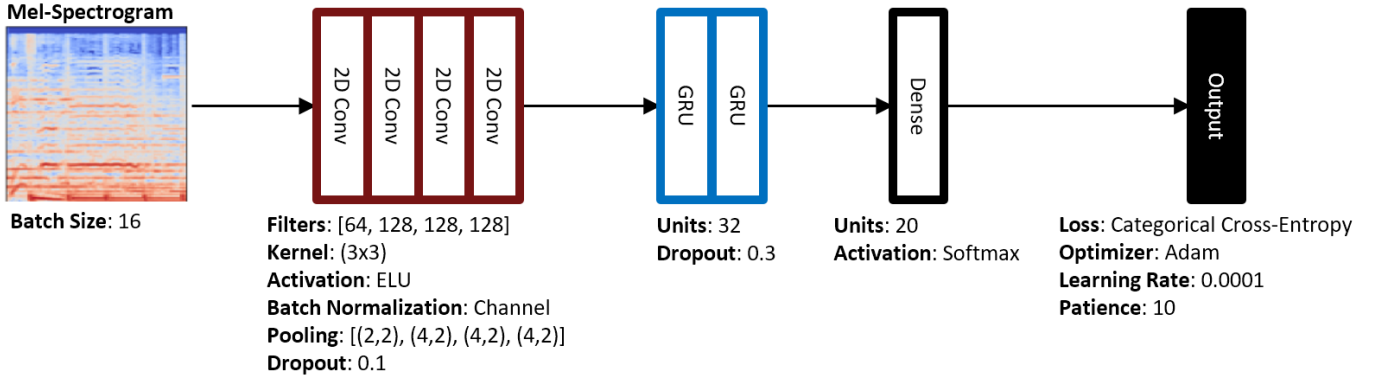 Mel-Spectrogram
Batch Size: 16
2D Conv
2D Conv
2D Conv
2D Conv
Filters: [64, 128, 128, 128]
Kernel: (3x3)
Activation: ELU
Batch Normalization: Channel
Pooling: [(2,2), (4,2), (4,2), (4,2)]
Dropout: 0.1
GRU
GRU
Units: 32
Dropout: 0.3
Dense
Units: 20
Activation: Softmax
Output
Loss: Categorical Cross-Entropy
Optimizer: Adam
Learning Rate: 0.0001
Patience: 10